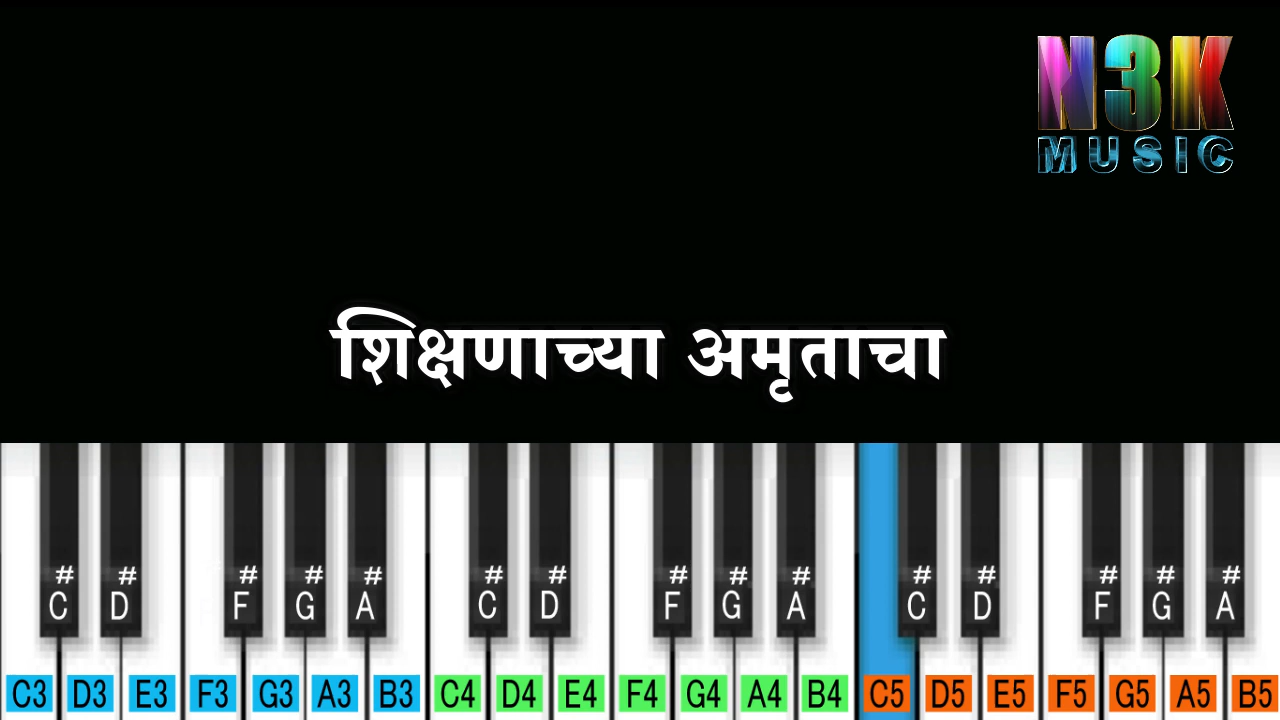 N3K
MUSIC
शिक्षणाच्या अमृताचा
# # # # # # # # # # # # # # #
C D F G A C D F G A C D F G A
C3 D3 E3 F3 G3 A3 B3 C4 D4 E4 F4 G4 A4 B4 C5 D5 E5 F5 G5 A5 B5